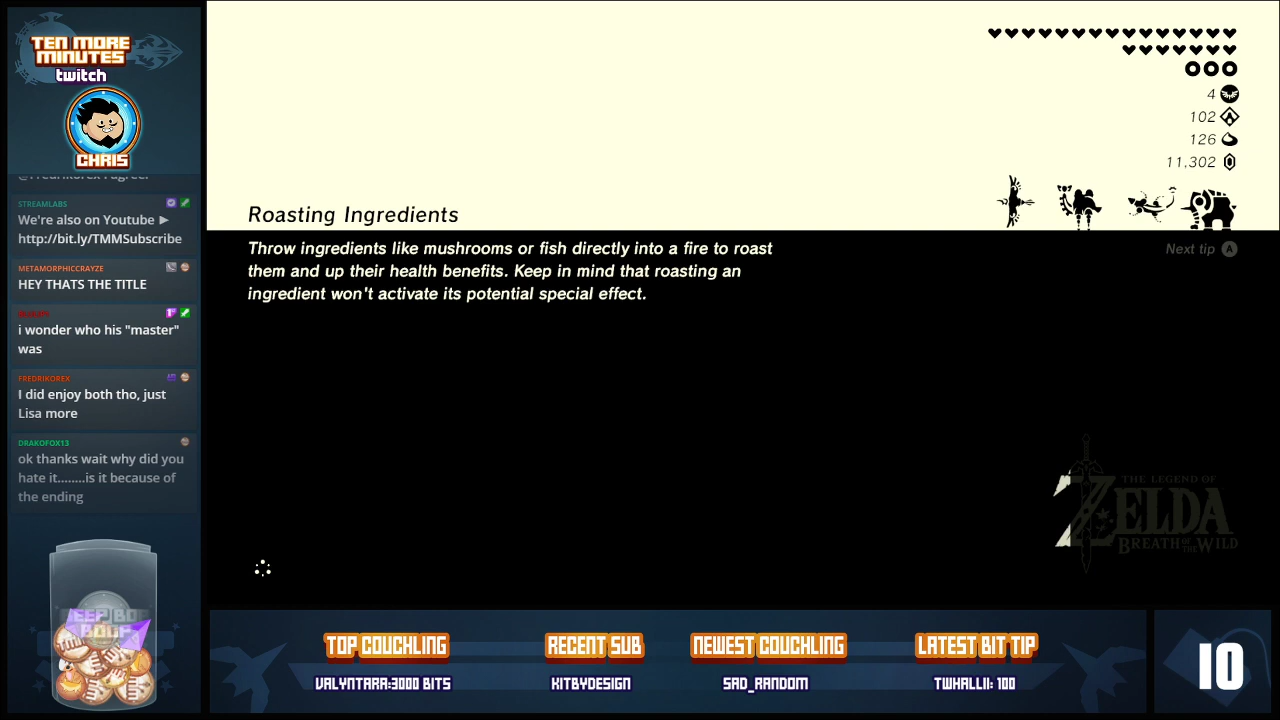 TEN MORE
MINUTES
twitch
CHRIS
STREAMLABS
We're also on Youtube ▶
http://bit.ly/TMMSubscribe
METAMORPHICCRAYZE
HEY THATS THE TITLE
i wonder who his "master"
was
FREDRIKOREX
I did enjoy both tho, just
Lisa more
DRAKOFOX13
ok thanks wait why did you
hate it........is it because of
the ending
4
102
126
11,302
Roasting Ingredients
Throw ingredients like mushrooms or fish directly into a fire to roast
them and up their health benefits. Keep in mind that roasting an
ingredient won't activate its potential special effect.
Next tip A
THE LEGEND OF
ZELDA
BREATH OF THE WILD
TOP COUCHLING
VALYNTARA:3000 BITS
RECENT SUB
KITBYDESIGN
NEWEST COUCHLING
SAD_RANDOM
LATEST BIT TIP
TWHALLII: 100
10